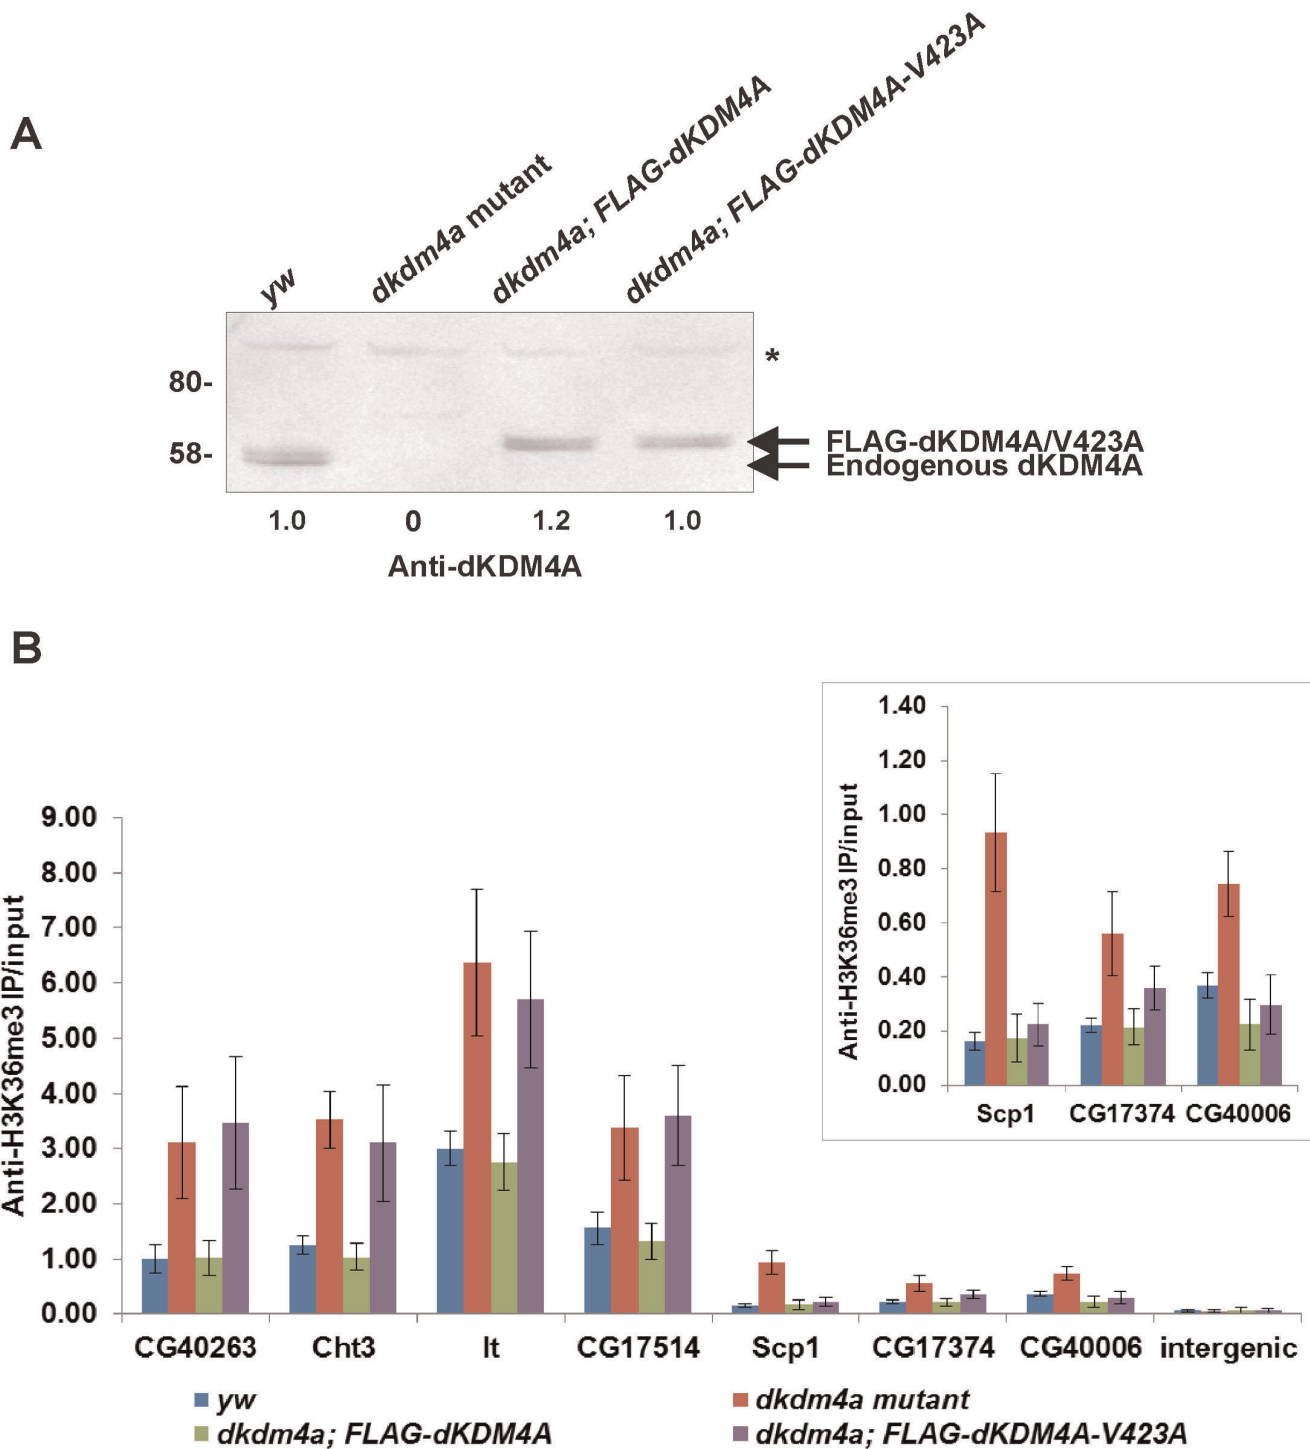 A
yw
dkdm4a mutant
dkdm4a; FLAG-dKDM4A
dkdm4a; FLAG-dKDM4A-V423A
*
80-
58-
FLAG-dKDM4A/V423A
Endogenous dKDM4A
1.0 0 1.2 1.0
Anti-dKDM4A
B
1.40
1.20
1.00
0.80
0.60
0.40
0.20
0.00
Anti-H3K36me3 IP/input
Scp1 CG17374 CG40006
9.00
8.00
7.00
6.00
5.00
4.00
3.00
2.00
1.00
0.00
Anti-H3K36me3 IP/input
CG40263 Cht3 lt CG17514 Scp1 CG17374 CG40006 intergenic
yw
dkdm4a mutant
dkdm4a; FLAG-dKDM4A
dkdm4a; FLAG-dKDM4A-V423A